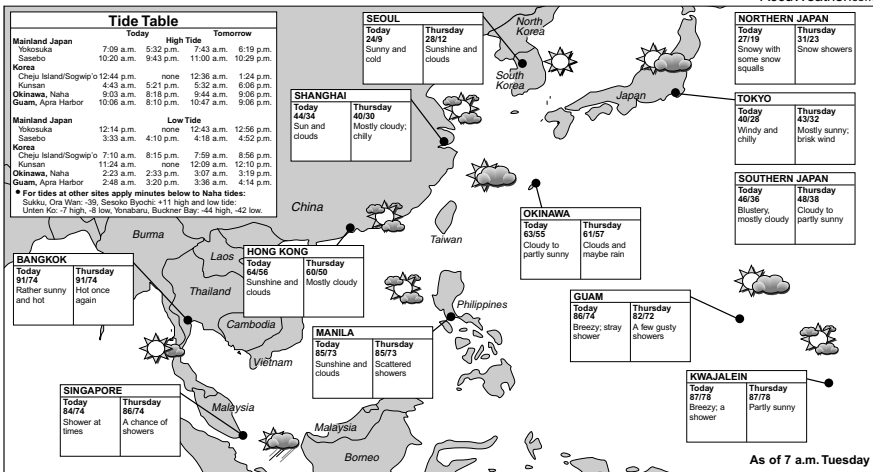 Tide Table
Today Tomorrow
High Tide
Mainland Japan
Yokosuka 7:09 a.m. 5:32 p.m. 7:43 a.m. 6:19 p.m.
Sasebo 10:20 a.m. 9:43 p.m. 11:00 a.m. 10:29 p.m.
Korea
Cheju Island/Sogwip'o 12:44 p.m. none 12:36 a.m. 1:24 p.m.
Kunsan 4:43 a.m. 5:21 p.m. 5:32 a.m. 6:06 p.m.
Okinawa, Naha 9:03 a.m. 8:18 p.m. 9:44 a.m. 9:06 p.m.
Guam, Apra Harbor 10:06 a.m. 8:10 p.m. 10:47 a.m. 9:06 p.m.
Mainland Japan Low Tide
Yokosuka 12:14 p.m. none 12:43 a.m. 12:56 p.m.
Sasebo 3:33 a.m. 4:10 p.m. 4:18 a.m. 4:52 p.m.
Korea
Cheju Island/Sogwip'o 7:10 a.m. 8:15 p.m. 7:59 a.m. 8:56 p.m.
Kunsan 11:24 a.m. none 12:09 a.m. 12:10 p.m.
Okinawa, Naha 2:23 a.m. 2:33 p.m. 3:07 a.m. 3:19 p.m.
Guam, Apra Harbor 2:48 a.m. 3:20 p.m. 3:36 a.m. 4:14 p.m.
• For tides at other sites apply minutes below to Naha tides:
Sukku, Ora Wan: -39, Sesoko Byochi: +11 high and low tide:
Unten Ko: -7 high, -8 low, Yonabaru, Buckner Bay: -44 high, -42 low.
SEOUL
Today Thursday
24/9 28/12
Sunny and Sunshine and
cold clouds
North
Korea
South
Korea
Japan
NORTHERN JAPAN
Today Thursday
27/19 31/23
Snowy with Snow showers
some snow
squalls
SHANGHAI
Today Thursday
44/34 40/30
Sun and Mostly cloudy;
clouds chilly
TOKYO
Today Thursday
40/28 43/32
Windy and Mostly sunny;
chilly brisk wind
SOUTHERN JAPAN
Today Thursday
46/36 48/38
Blustery, Cloudy to
mostly cloudy partly sunny
China
Taiwan
OKINAWA
Today Thursday
63/55 61/57
Cloudy to Clouds and
partly sunny maybe rain
Burma
Laos
Thailand
Cambodia
Vietnam
BANGKOK
Today Thursday
91/74 91/74
Rather sunny Hot once
and hot again
HONG KONG
Today Thursday
64/56 60/50
Sunshine and Mostly cloudy
clouds
Philippines
MANILA
Today Thursday
85/73 85/73
Sunshine and Scattered
clouds showers
GUAM
Today Thursday
86/74 82/72
Breezy; stray A few gusty
shower showers
KWAJALEIN
Today Thursday
87/78 87/78
Breezy; a Partly sunny
shower
SINGAPORE
Today Thursday
84/74 86/74
Shower at A chance of
times showers
Malaysia
Malaysia
Borneo
As of 7 a.m. Tuesday